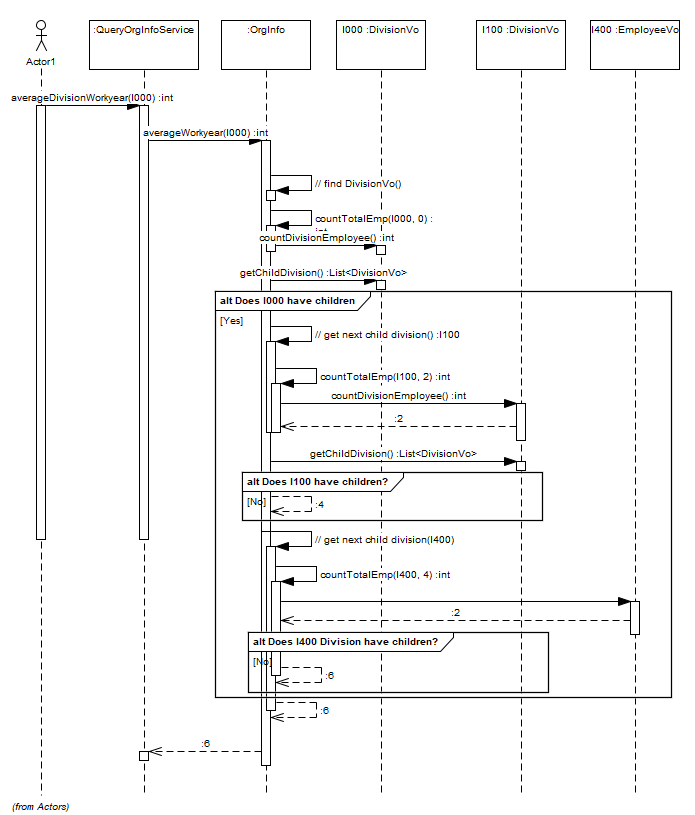 :QueryOrgInfoService
:OrgInfo
I000 :DivisionVo
I100 :DivisionVo
I400 :EmployeeVo
Actor1
averageDivisionWorkyear(I000) :int
averageWorkyear(I000) :int
// find DivisionVo()
countTotalEmp(I000, 0) :
int
countDivisionEmployee() :int
getChildDivision() :List<DivisionVo>
alt Does I000 have children
[Yes]
// get next child division() :I100
countTotalEmp(I100, 2) :int
countDivisionEmployee() :int
:2
getChildDivision() :List<DivisionVo>
alt Does I100 have children?
[No]
:4
// get next child division(I400)
countTotalEmp(I400, 4) :int
:2
alt Does I400 Division have children?
[No]
:6
:6
:6
(from Actors)